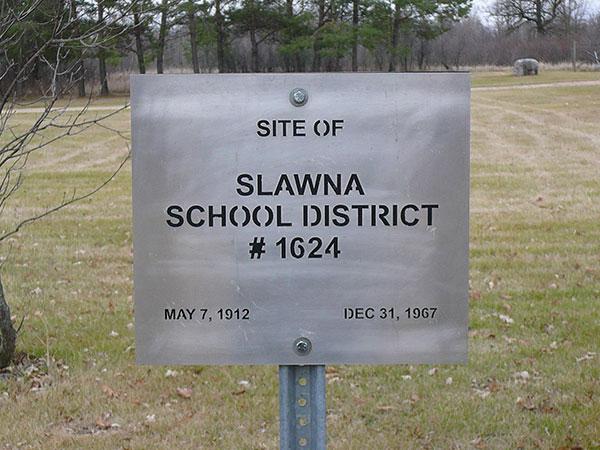 SITE OF
SLAWNA
SCHOOL DISTRICT
# 1624
MAY 7, 1912 DEC 31, 1967